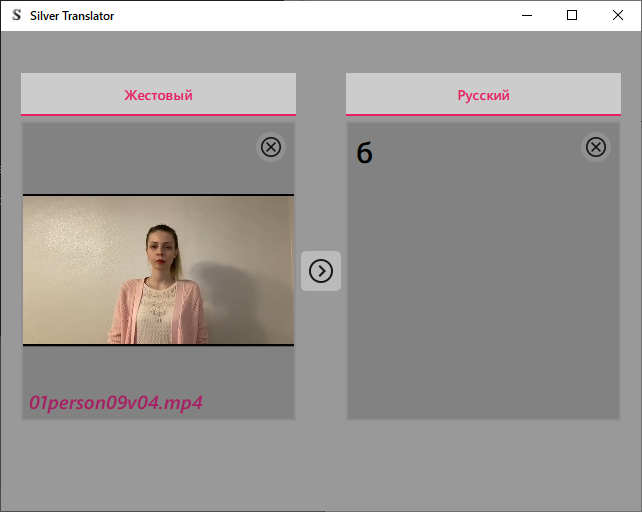 Silver Translator
Жестовый
Русский
б
01person09v04.mp4